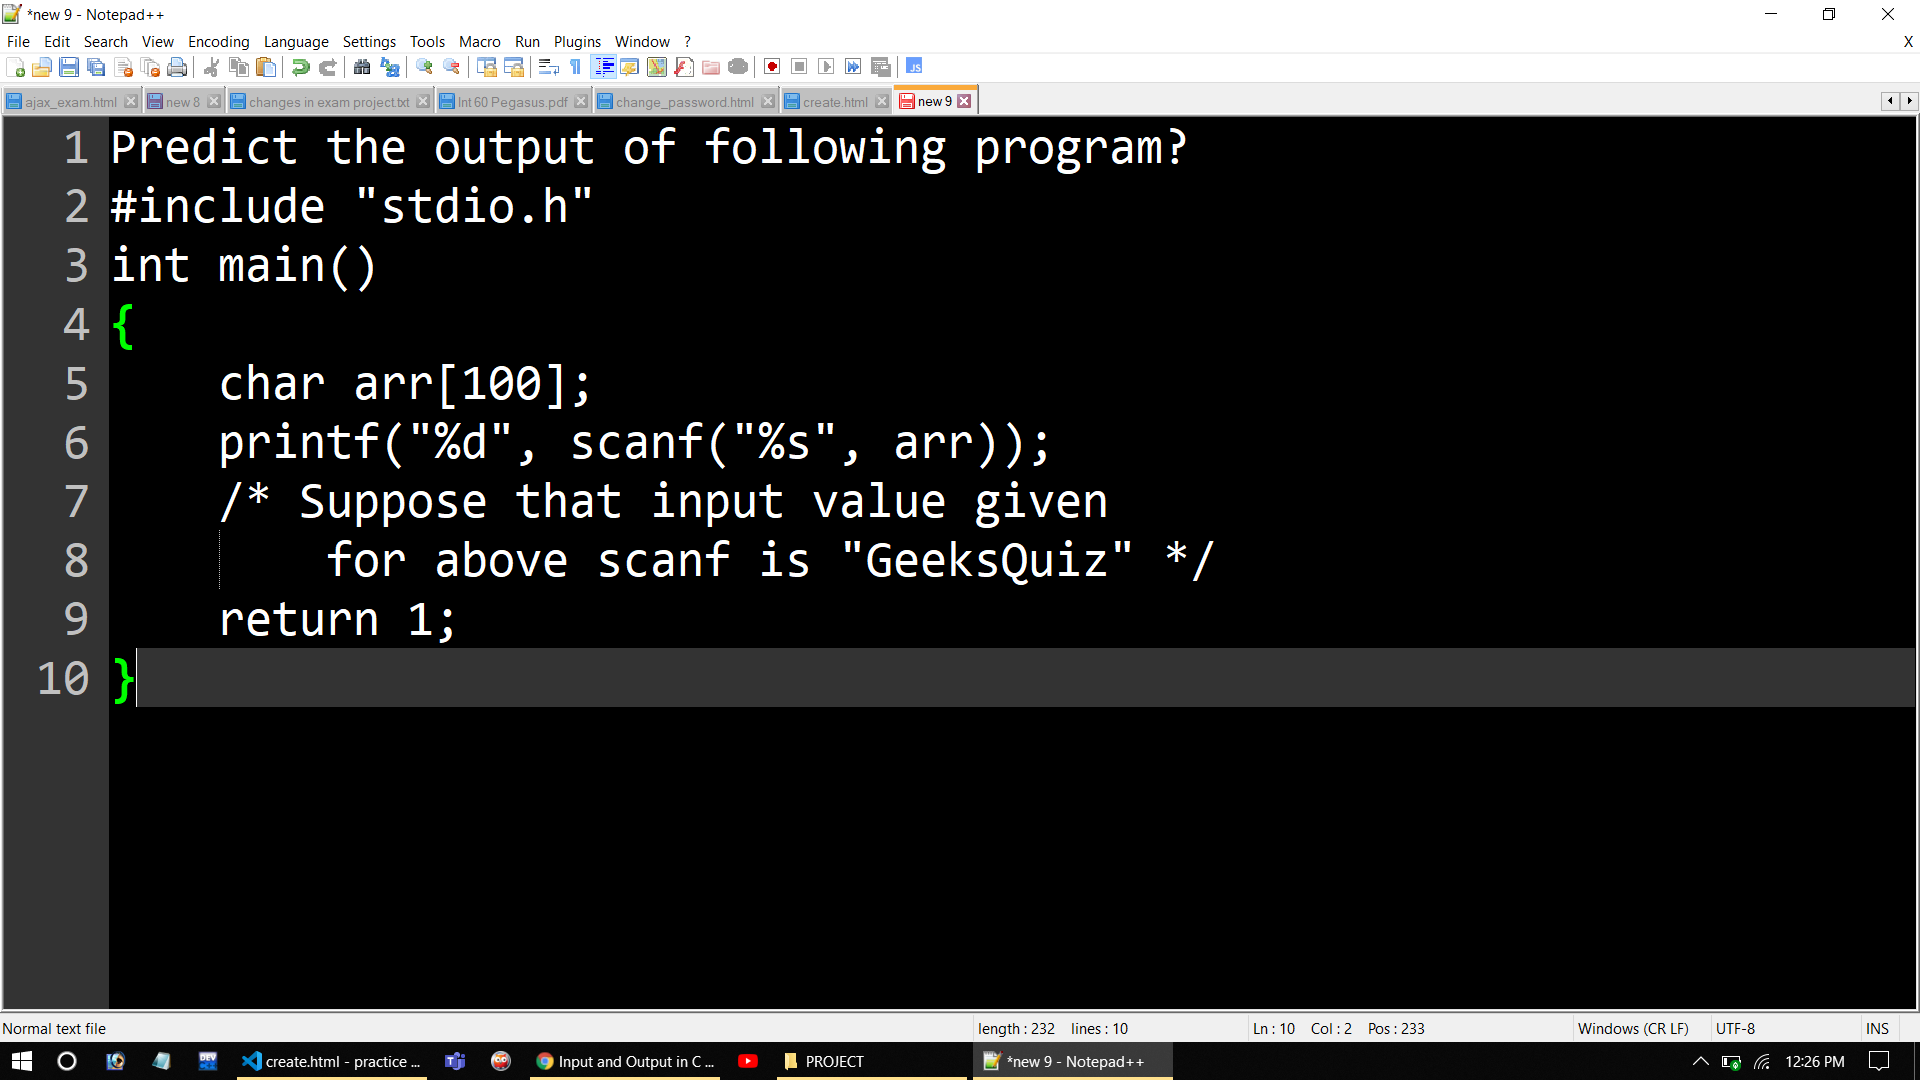 *new 9 - Notepad++
File Edit Search View Encoding Language Settings Tools Macro Run Plugins Window ? X
ajax_exam.html new 8 changes in exam project.txt Int 60 Pegasus.pdf change_password.html create.html new 9
1 Predict the output of following program?
2 #include "stdio.h"
3 int main()
4 {
5 char arr[100];
6 printf("%d", scanf("%s", arr));
7 /* Suppose that input value given
8 for above scanf is "GeeksQuiz" */
9 return 1;
10 }
Normal text file length : 232 lines : 10 Ln : 10 Col : 2 Pos : 233 Windows (CR LF) UTF-8 INS
DEV create.html - practice ... Input and Output in C ... PROJECT *new 9 - Notepad++ 12:26 PM